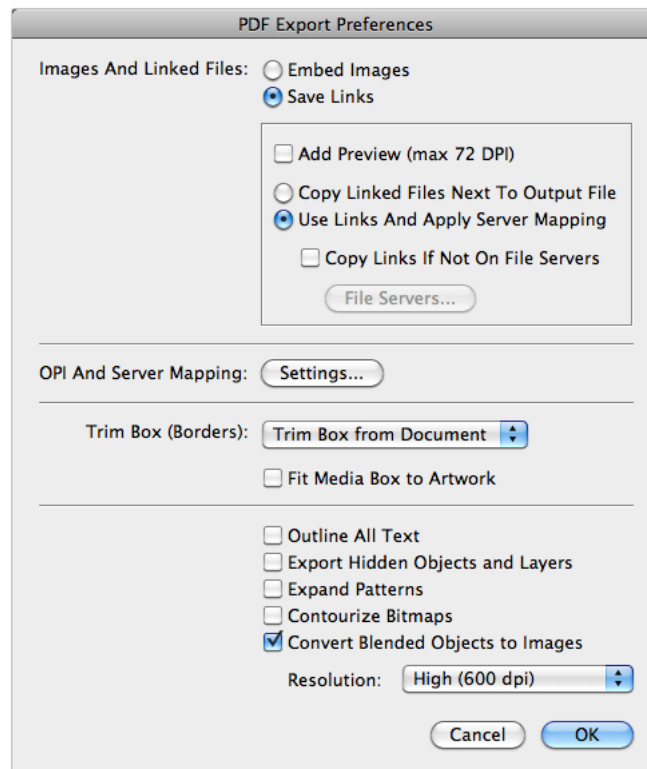 PDF Export Preferences
Images And Linked Files: Embed Images
Save Links
Add Preview (max 72 DPI)
Copy Linked Files Next To Output File
Use Links And Apply Server Mapping
Copy Links If Not On File Servers
File Servers...
OPI And Server Mapping: Settings...
Trim Box (Borders): Trim Box from Document
Fit Media Box to Artwork
Outline All Text
Export Hidden Objects and Layers
Expand Patterns
Contourize Bitmaps
Convert Blended Objects to Images
Resolution: High (600 dpi)
Cancel OK